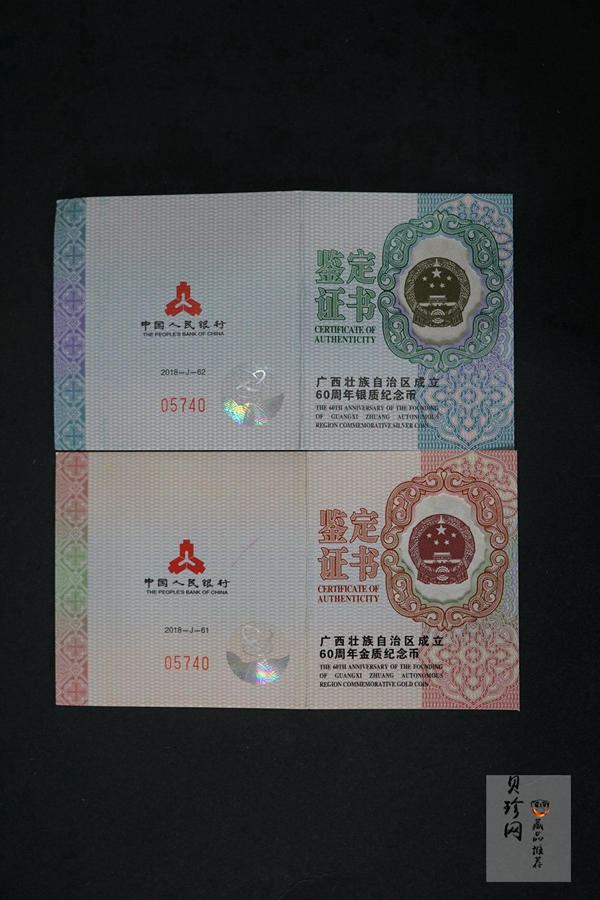 中国人民银行
THE PEOPLE'S BANK OF CHINA
2018-J-62
05740
鉴定
证书
CERTIFICATE OF
AUTHENTICITY
广西壮族自治区成立
60周年银质纪念币
THE 60TH ANNIVERSARY OF THE FOUNDING
OF GUANGXI ZHUANG AUTONOMOUS
REGION COMMEMORATIVE SILVER COIN
中国人民银行
THE PEOPLE'S BANK OF CHINA
2018-J-61
05740
鉴定
证书
CERTIFICATE OF
AUTHENTICITY
广西壮族自治区成立
60周年金质纪念币
THE 60TH ANNIVERSARY OF THE FOUNDING
OF GUANGXI ZHUANG AUTONOMOUS
REGION COMMEMORATIVE GOLD COIN
贝珍网
藏品推荐